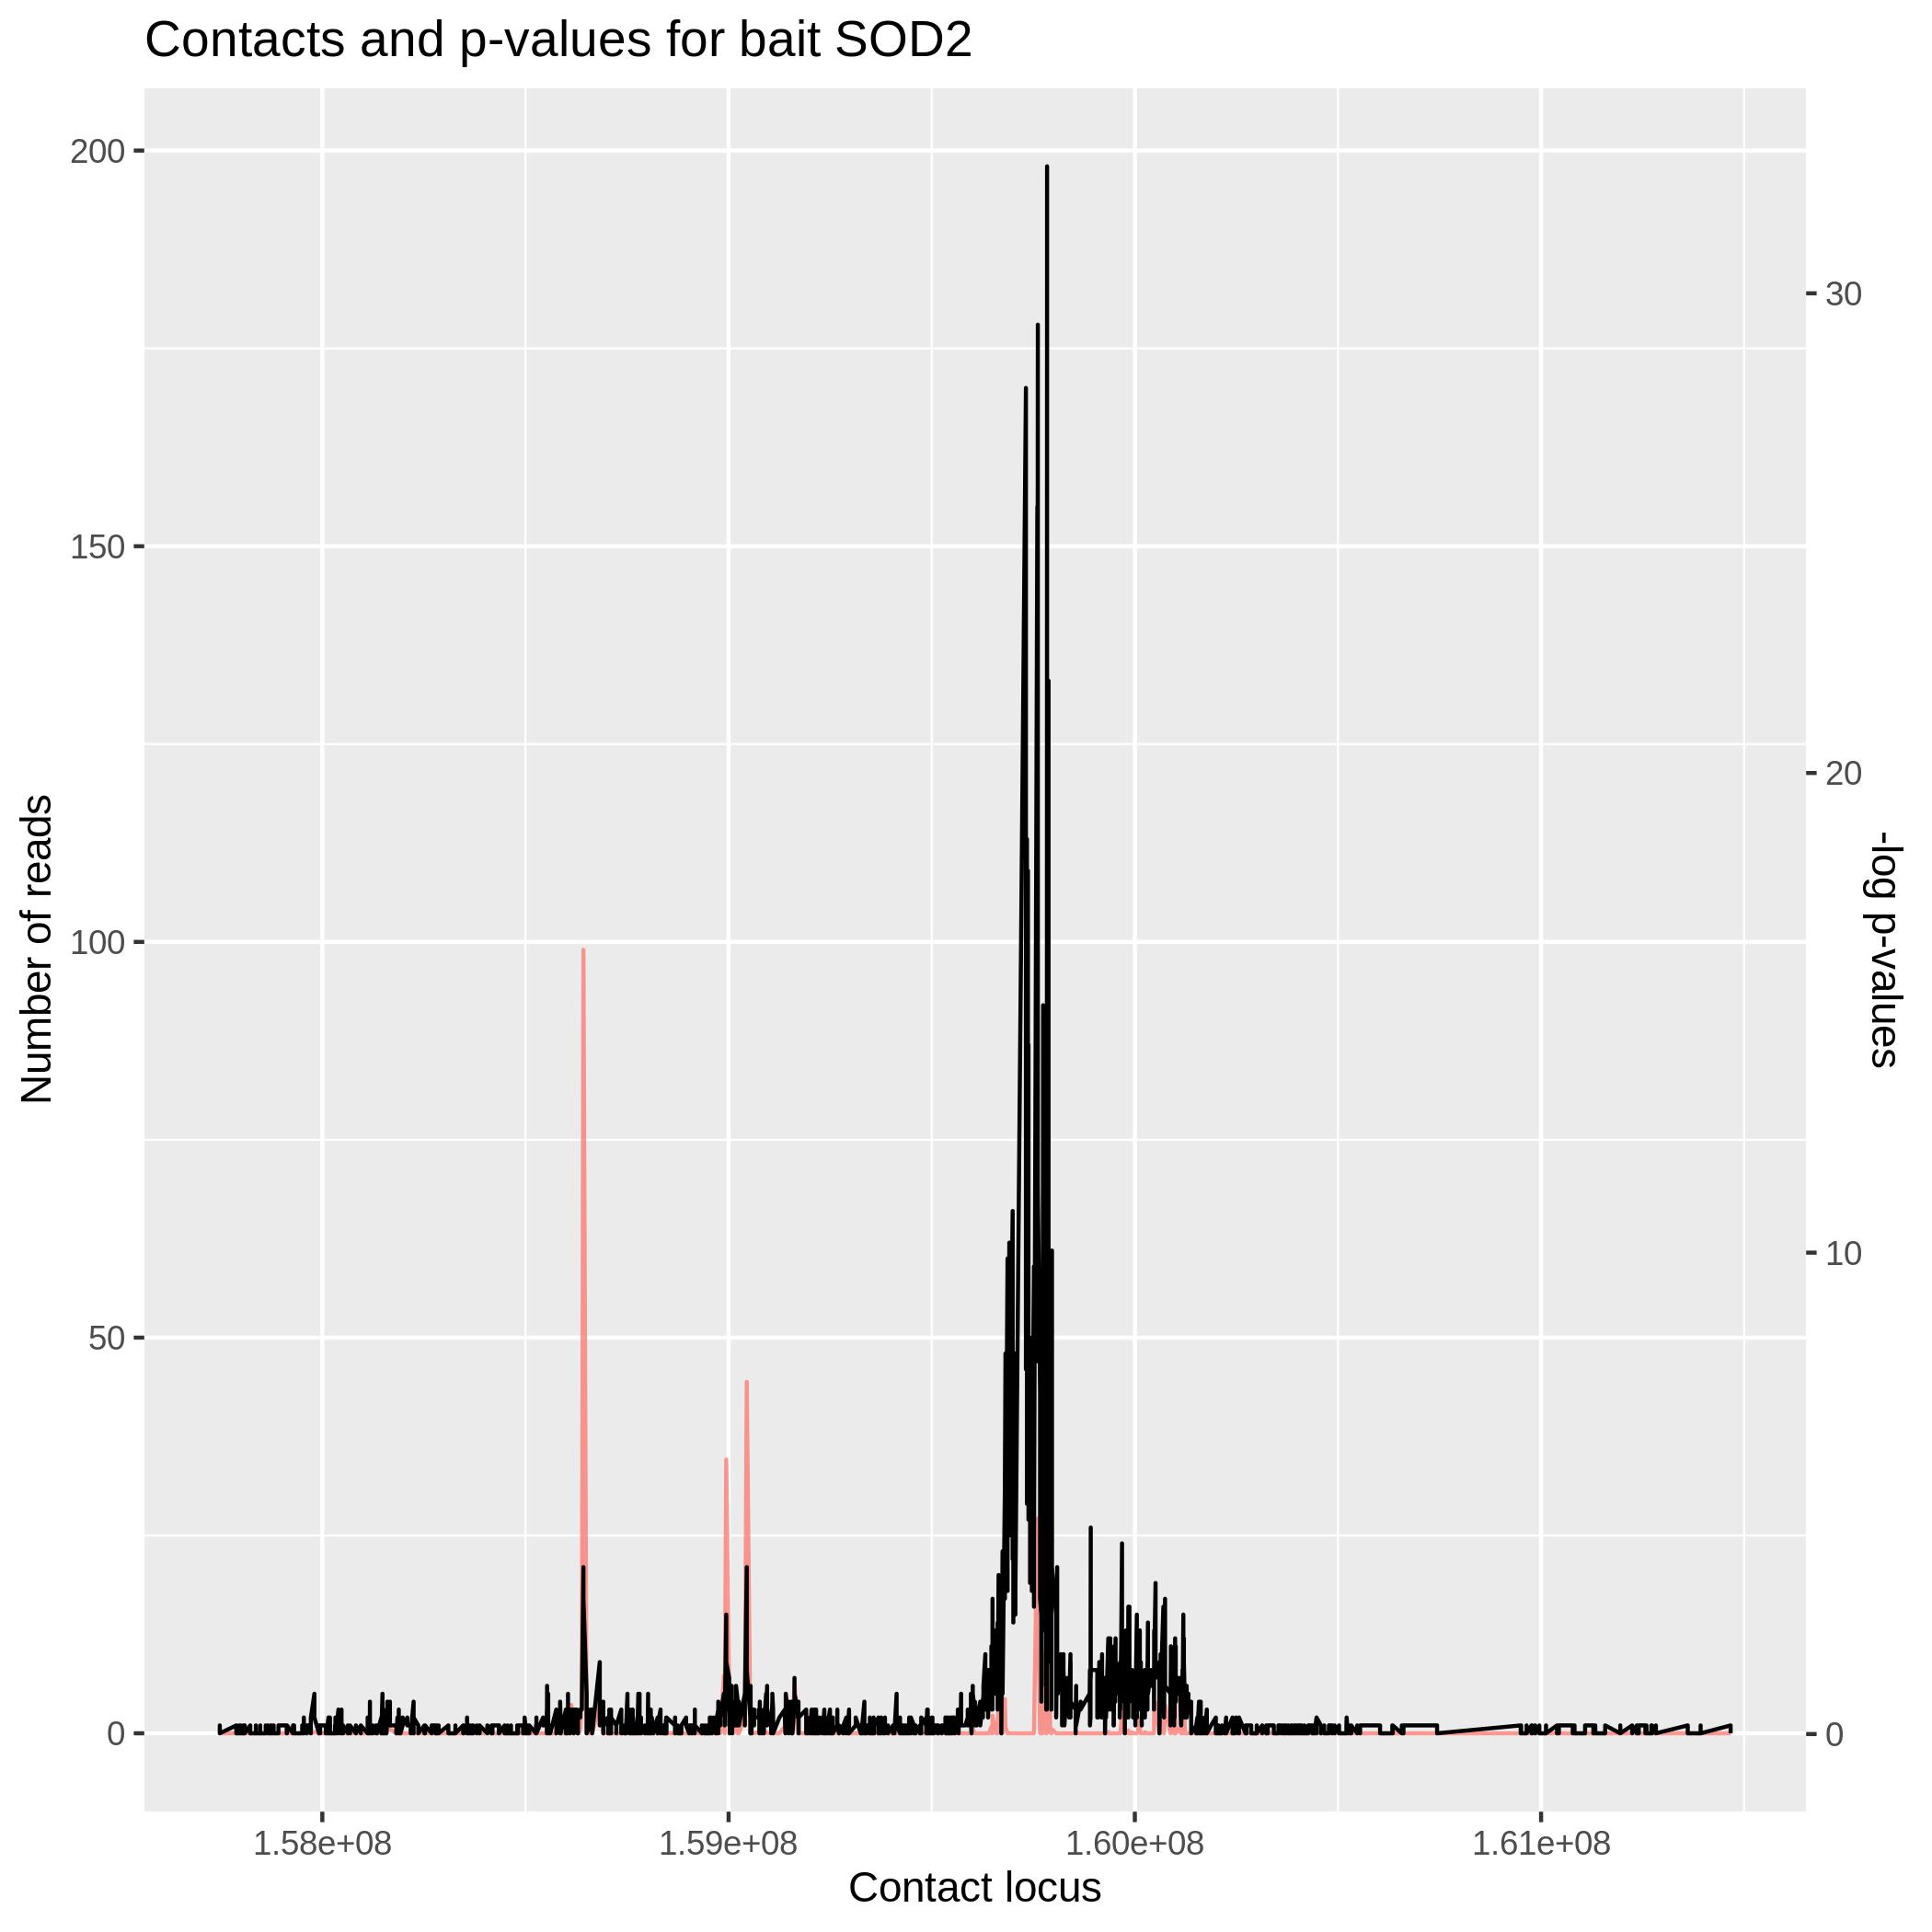 Contacts and p-values for bait SOD2
200
150
100
50
0
Number of reads
30
20
10
0
-log p-values
1.58e+08
1.59e+08
1.60e+08
1.61e+08
Contact locus